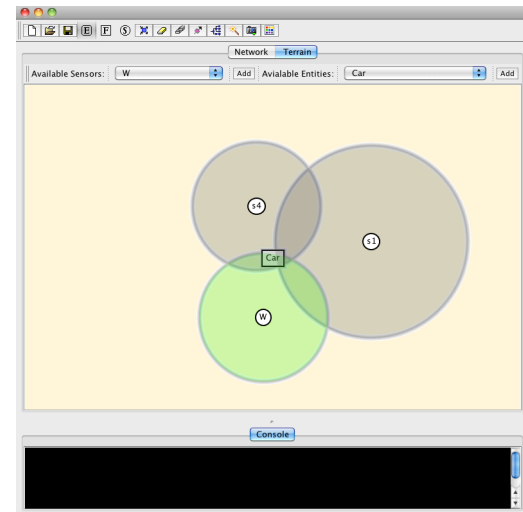 E F S
Network Terrain
Available Sensors: W Add Avialable Entities: Car Add
s4
s1
Car
W
Console